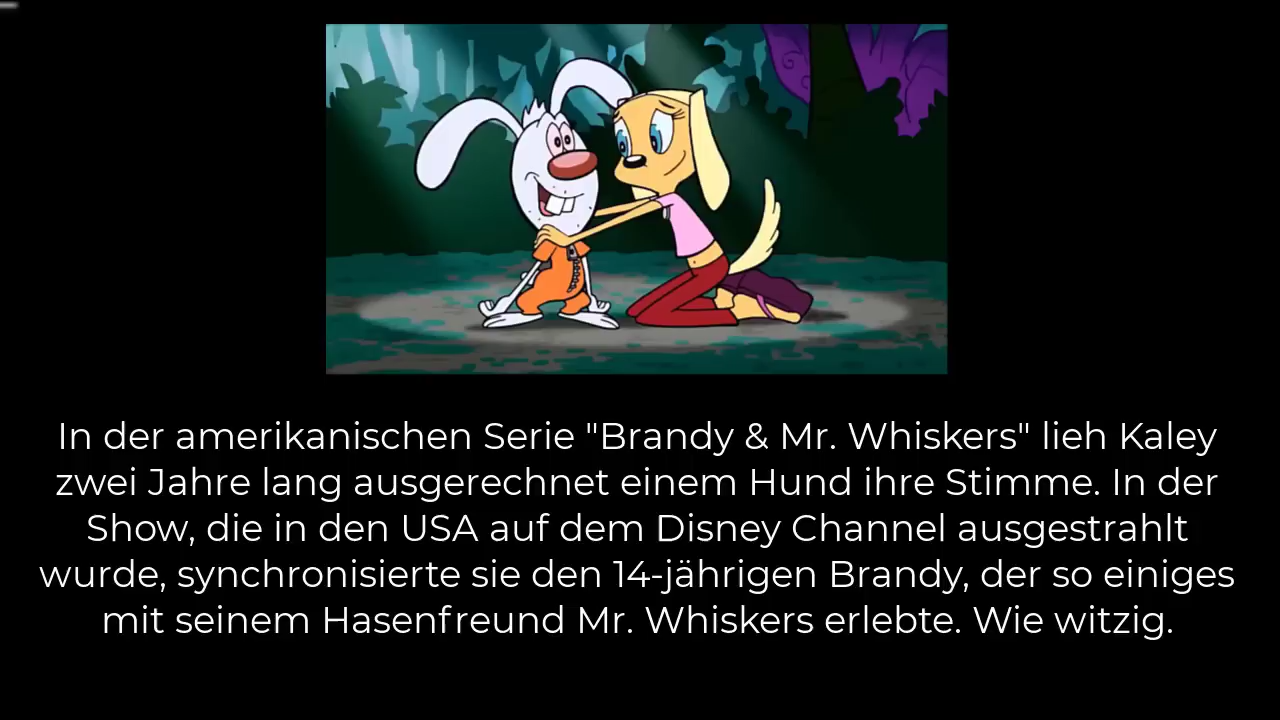 In der amerikanischen Serie "Brandy & Mr. Whiskers" lieh Kaley
zwei Jahre lang ausgerechnet einem Hund ihre Stimme. In der
Show, die in den USA auf dem Disney Channel ausgestrahlt
wurde, synchronisierte sie den 14-jährigen Brandy, der so einiges
mit seinem Hasenfreund Mr. Whiskers erlebte. Wie witzig.